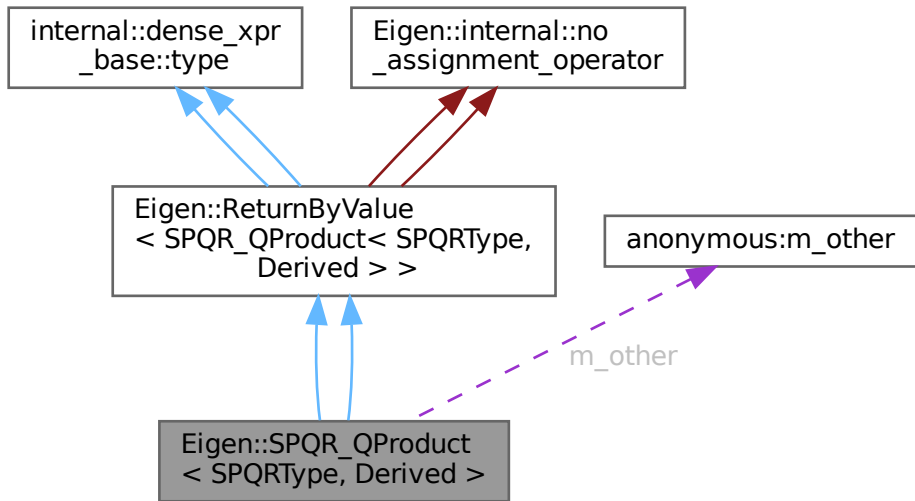 internal::dense_xpr
_base::type
Eigen::internal::no
_assignment_operator
Eigen::ReturnByValue
< SPQR_QProduct< SPQRType,
Derived > >
anonymous:m_other
m_other
Eigen::SPQR_QProduct
< SPQRType, Derived >